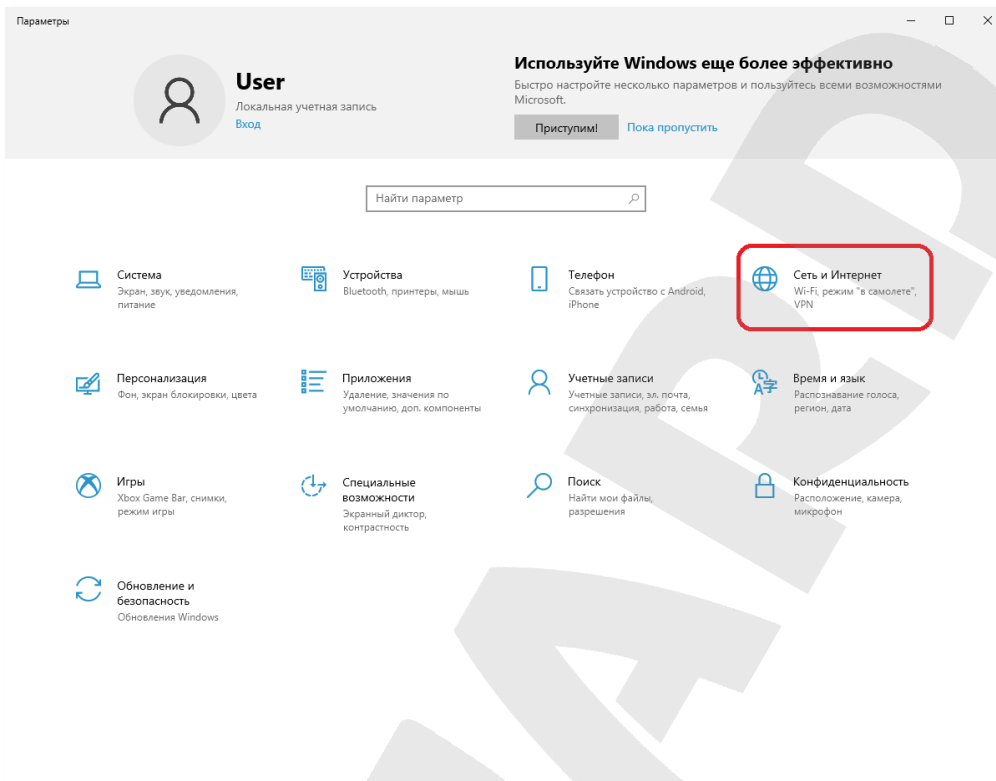 Параметры
User
Локальная учетная запись
Вход
Используйте Windows еще более эффективно
Быстро настройте несколько параметров и пользуйтесь всеми возможностями
Microsoft.
Приступим!
Пока пропустить
Найти параметр
Система
Экран, звук, уведомления,
питание
Устройства
Bluetooth, принтеры, мышь
Телефон
Связать устройство с Android,
iPhone
Сеть и Интернет
Wi-Fi, режим "в самолете",
VPN
Персонализация
Фон, экран блокировки, цвета
Приложения
Удаление, значения по
умолчанию, доп. компоненты
Учетные записи
Учетные записи, эл. почта,
синхронизация, работа, семья
Время и язык
Распознавание голоса,
регион, дата
Игры
Xbox Game Bar, снимки,
режим игры
Специальные
возможности
Экранный диктор,
контрастность
Поиск
Найти мои файлы,
разрешения
Конфиденциальность
Расположение, камера,
микрофон
Обновление и
безопасность
Обновления Windows